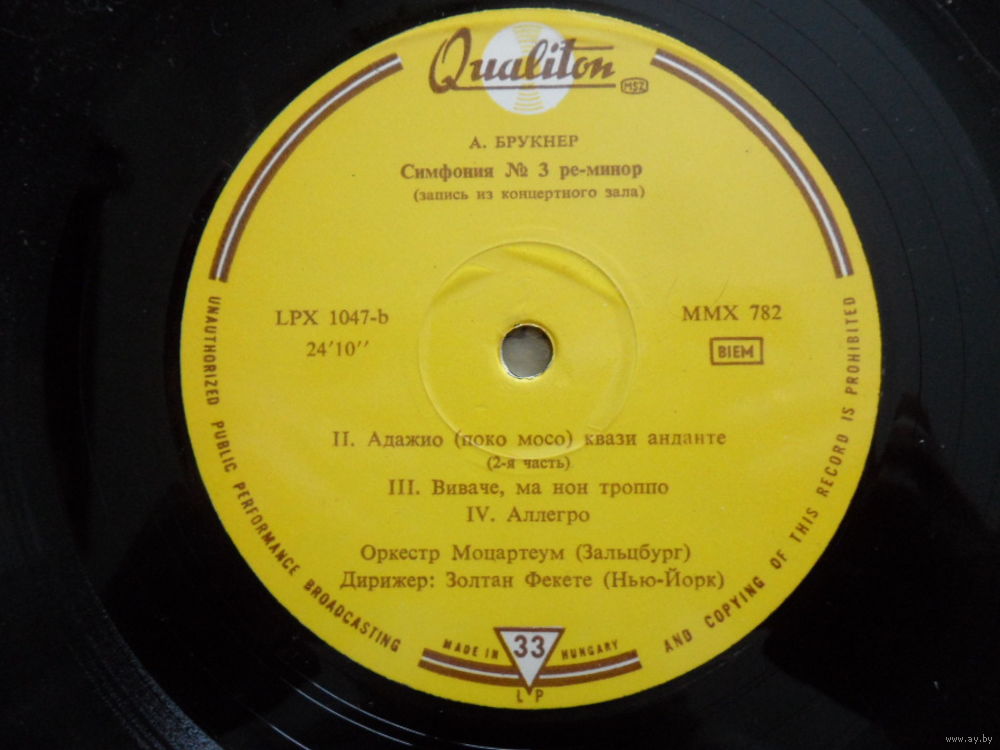 Qualiton
MSZ
А. БРУКНЕР
Симфония № 3 ре-минор
(запись из концертного зала)
LPX 1047-b
24′10′′
MMX 782
BIEM
II. Адажио (поко мосо) квази анданте
(2-я часть)
III. Виваче, ма нон троппо
IV. Аллегро
Оркестр Моцартеум (Зальцбург)
Дирижер: Золтан Фекете (Нью-Йорк)
UNAUTHORIZED PUBLIC PERFORMANCE BROADCASTING
AND COPYING OF THIS RECORD IS PROHIBITED
MADE IN HUNGARY
33
LP
www.ay.by